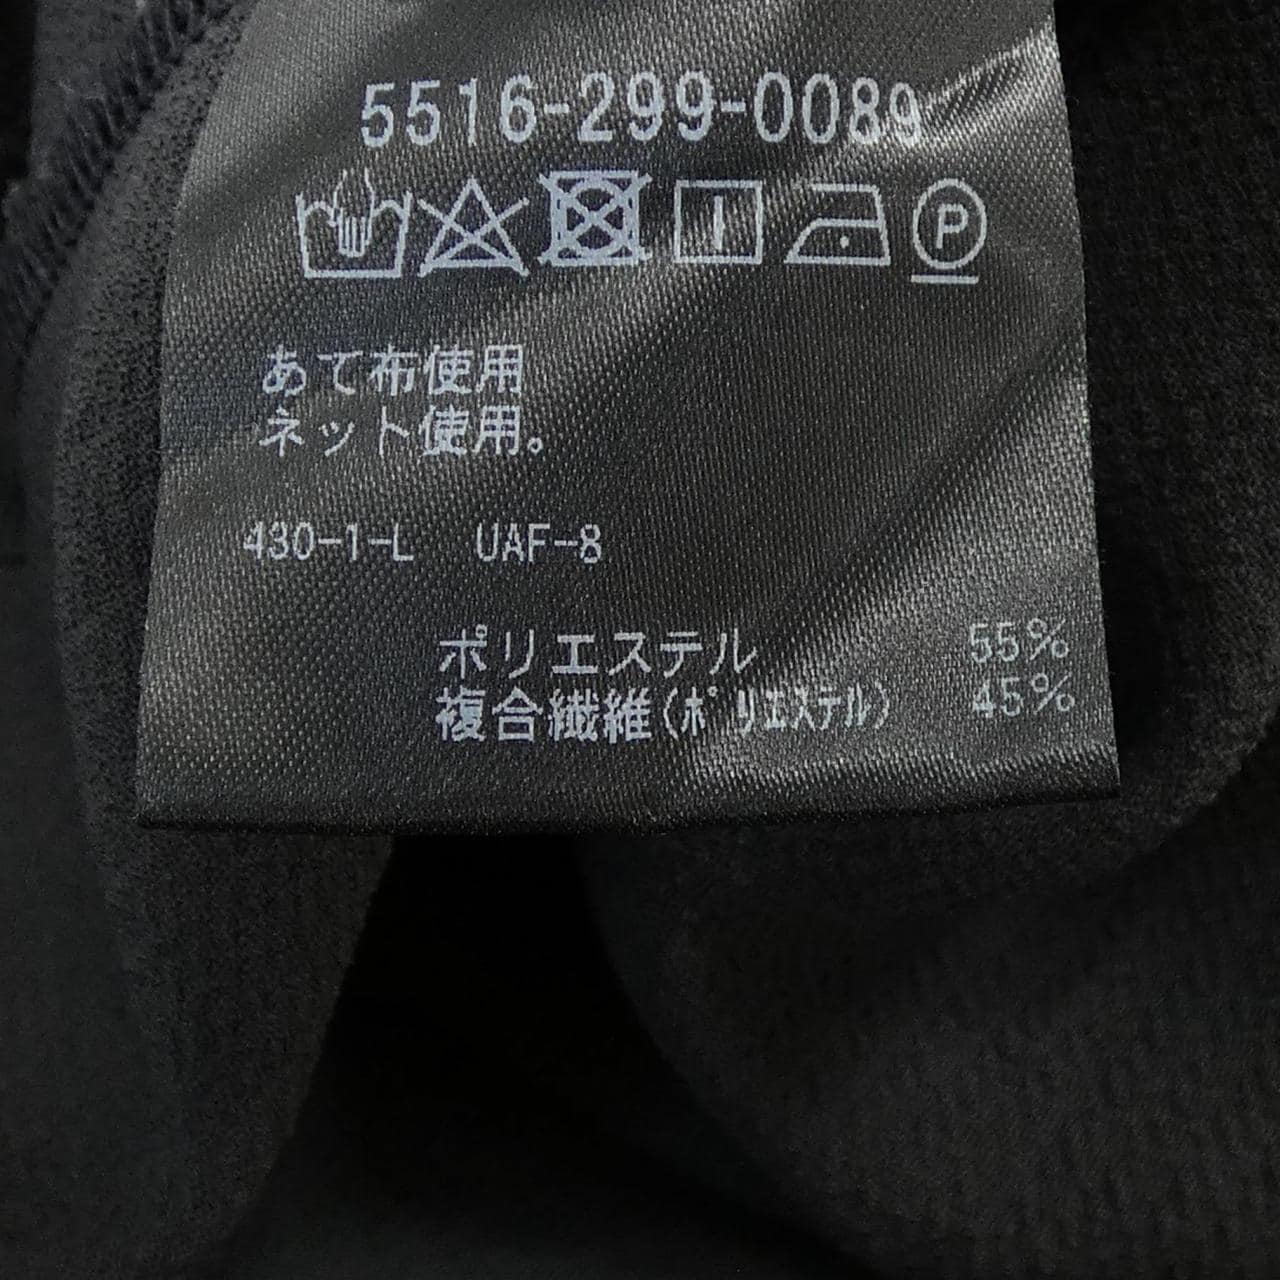 5516-299-0089
P
あて布使用
ネット使用。
430-1-L UAF-8
ポリエステル 55%
複合繊維(ポリエステル) 45%